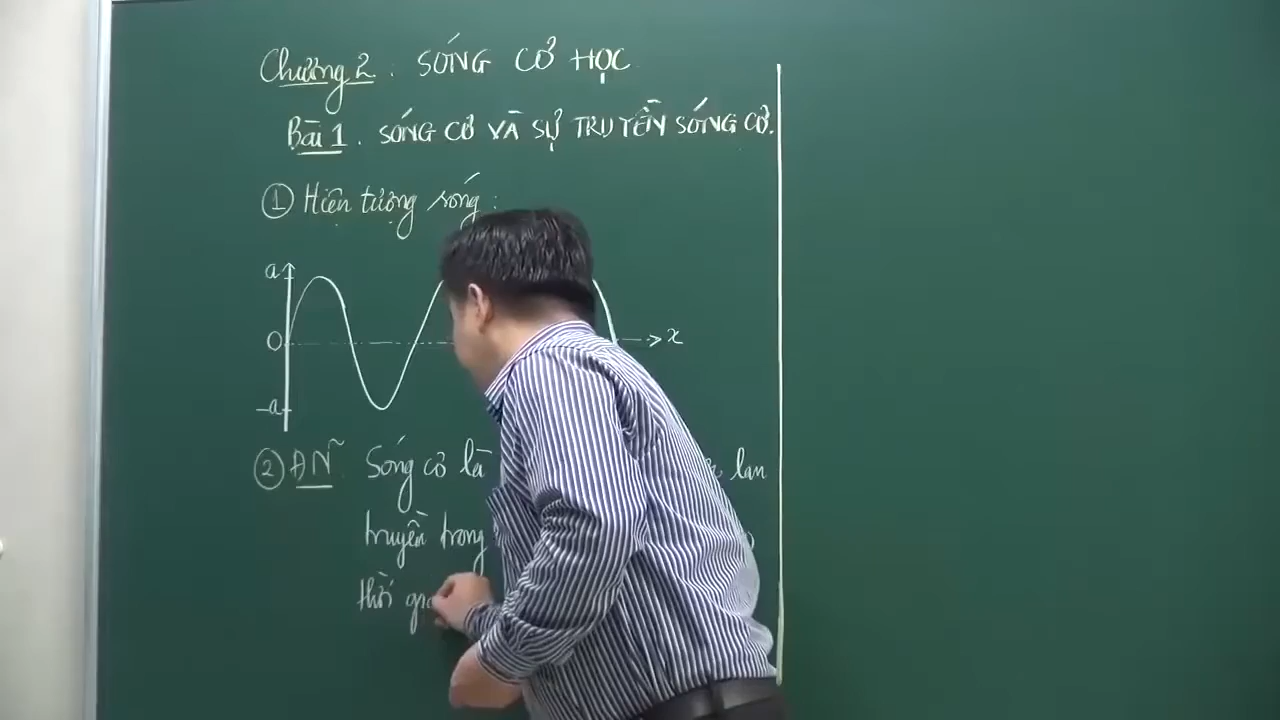 Chương 2. SÓNG CƠ HỌC
Bài 1. SÓNG CƠ VÀ SỰ TRUYỀN SÓNG CƠ.
① Hiện tượng sóng:
a
O x
-a
② ĐN Sóng cơ là lan
truyền trong
thời gia